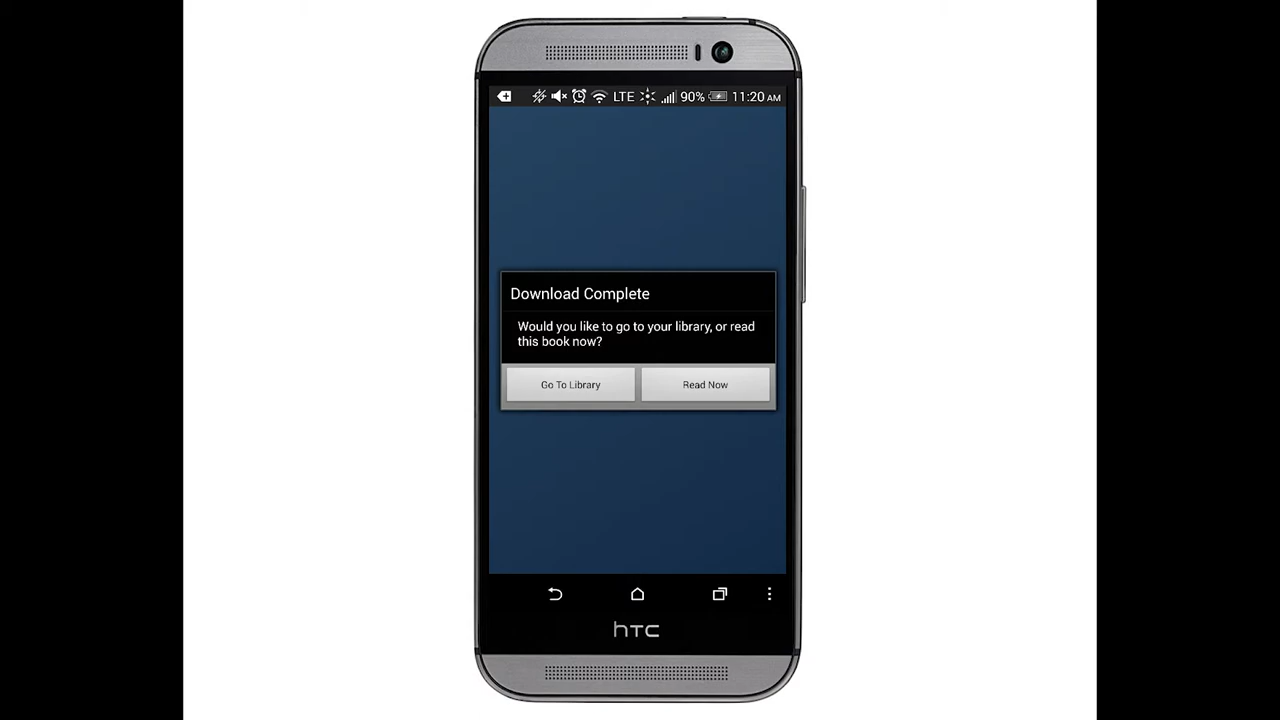 LTE 90% 11:20 AM
Download Complete
Would you like to go to your library, or read
this book now?
Go To Library Read Now
hTC